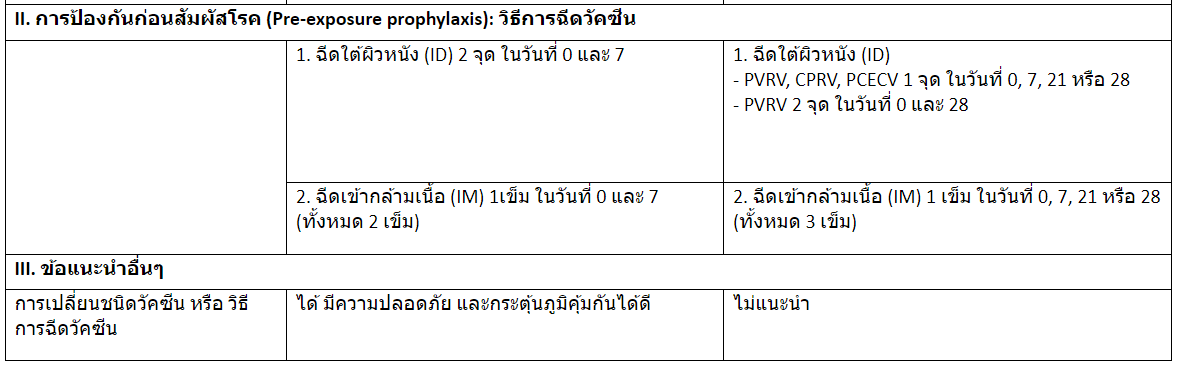 II. การป้องกันก่อนสัมผัสโรค (Pre-exposure prophylaxis): วิธีการฉีดวัคซีน
1. ฉีดใต้ผิวหนัง (ID) 2 จุด ในวันที่ 0 และ 7
1. ฉีดใต้ผิวหนัง (ID)
- PVRV, CPRV, PCECV 1 จุด ในวันที่ 0, 7, 21 หรือ 28
- PVRV 2 จุด ในวันที่ 0 และ 28
2. ฉีดเข้ากล้ามเนื้อ (IM) 1เข็ม ในวันที่ 0 และ 7
(ทั้งหมด 2 เข็ม)
2. ฉีดเข้ากล้ามเนื้อ (IM) 1 เข็ม ในวันที่ 0, 7, 21 หรือ 28
(ทั้งหมด 3 เข็ม)
III. ข้อแนะนำอื่นๆ
การเปลี่ยนชนิดวัคซีน หรือ วิธี
การฉีดวัคซีน
ได้ มีความปลอดภัย และกระตุ้นภูมิคุ้มกันได้ดี
ไม่แนะนำ